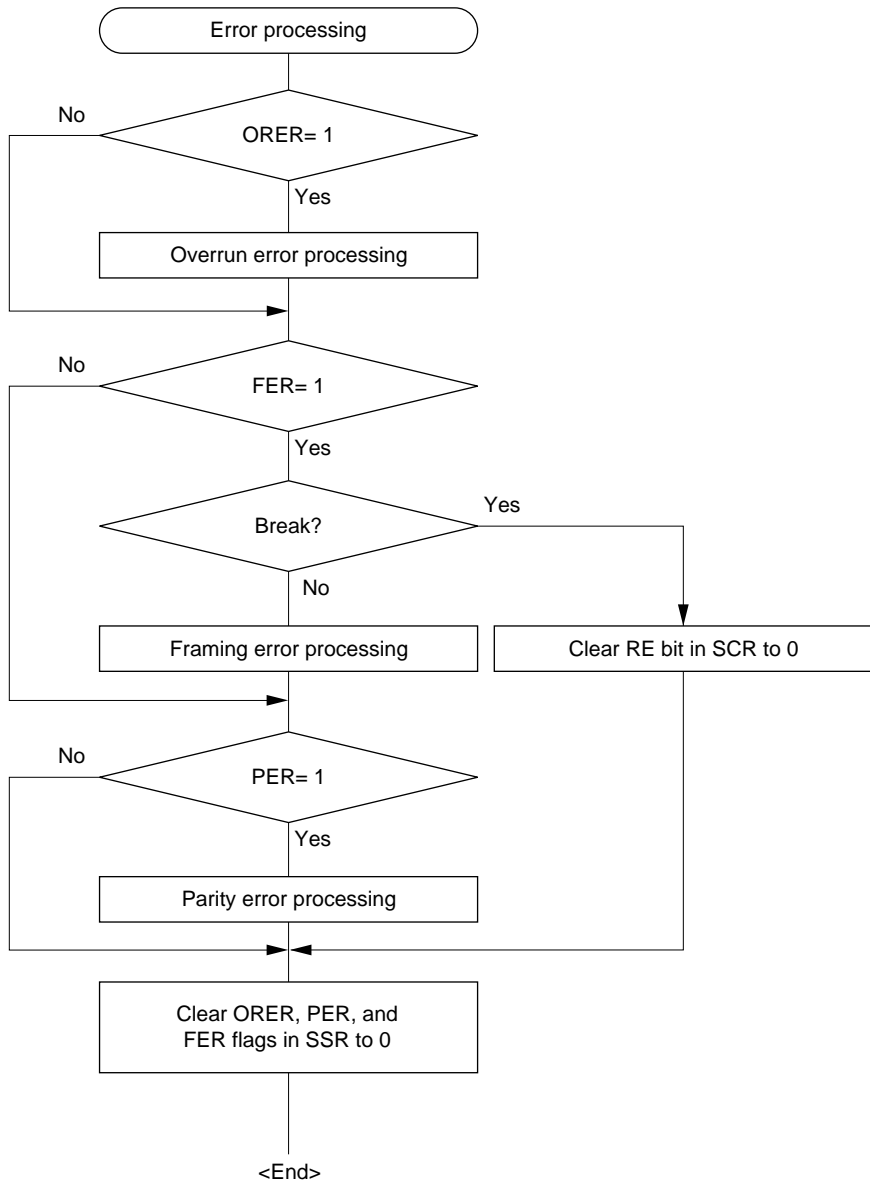 Error processing
No
ORER= 1
Yes
Overrun error processing
No
FER= 1
Yes
Yes
Break?
No
Framing error processing
Clear RE bit in SCR to 0
No
PER= 1
Yes
Parity error processing
Clear ORER, PER, and
FER flags in SSR to 0
<End>